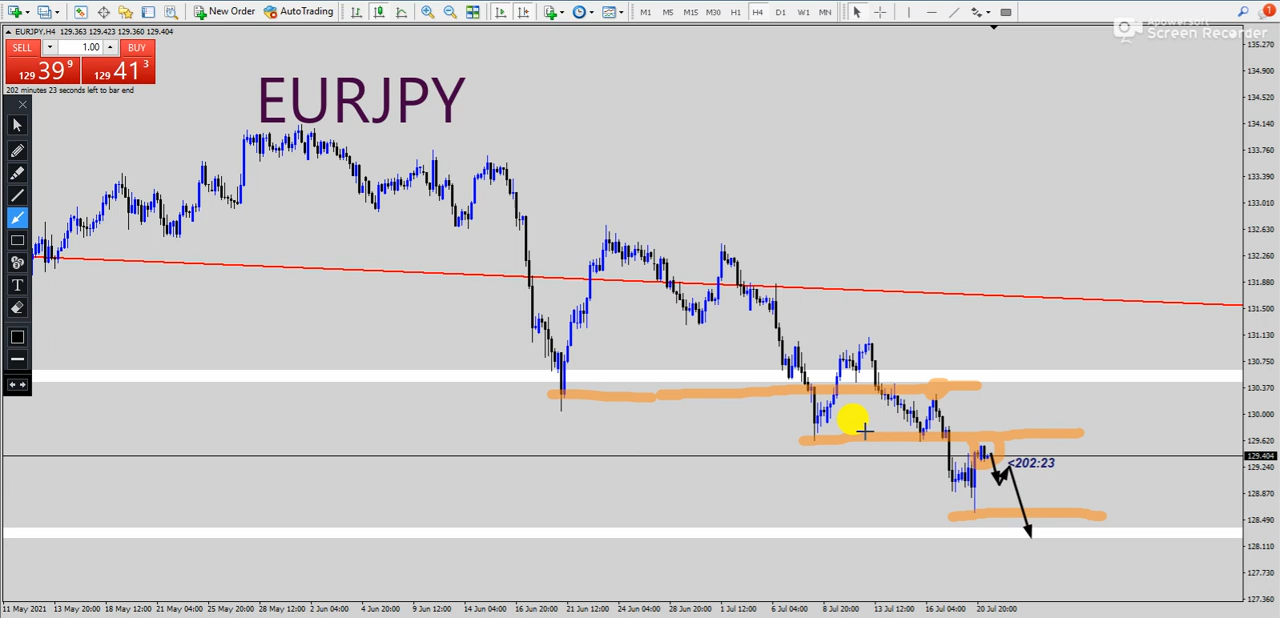 New Order AutoTrading M1 M5 M15 M30 H1 H4 D1 W1 MN 1
Apowersoft
Screen Recorder
EURJPY,H4 129.363 129.423 129.360 129.404
SELL 1.00 BUY
129 39 9 129 41 3
202 minutes 23 seconds left to bar end
EURJPY
T
<202:23
135.270
134.900
134.520
134.140
133.760
133.390
133.010
132.630
132.260
131.880
131.500
131.130
130.750
130.370
130.000
129.620
129.404
129.240
128.870
128.490
128.110
127.730
127.360
11 May 2021 13 May 20:00 18 May 12:00 21 May 04:00 25 May 20:00 28 May 12:00 2 Jun 04:00 4 Jun 20:00 9 Jun 12:00 14 Jun 04:00 16 Jun 20:00 21 Jun 12:00 24 Jun 04:00 28 Jun 20:00 1 Jul 12:00 6 Jul 04:00 8 Jul 20:00 13 Jul 12:00 16 Jul 04:00 20 Jul 20:00